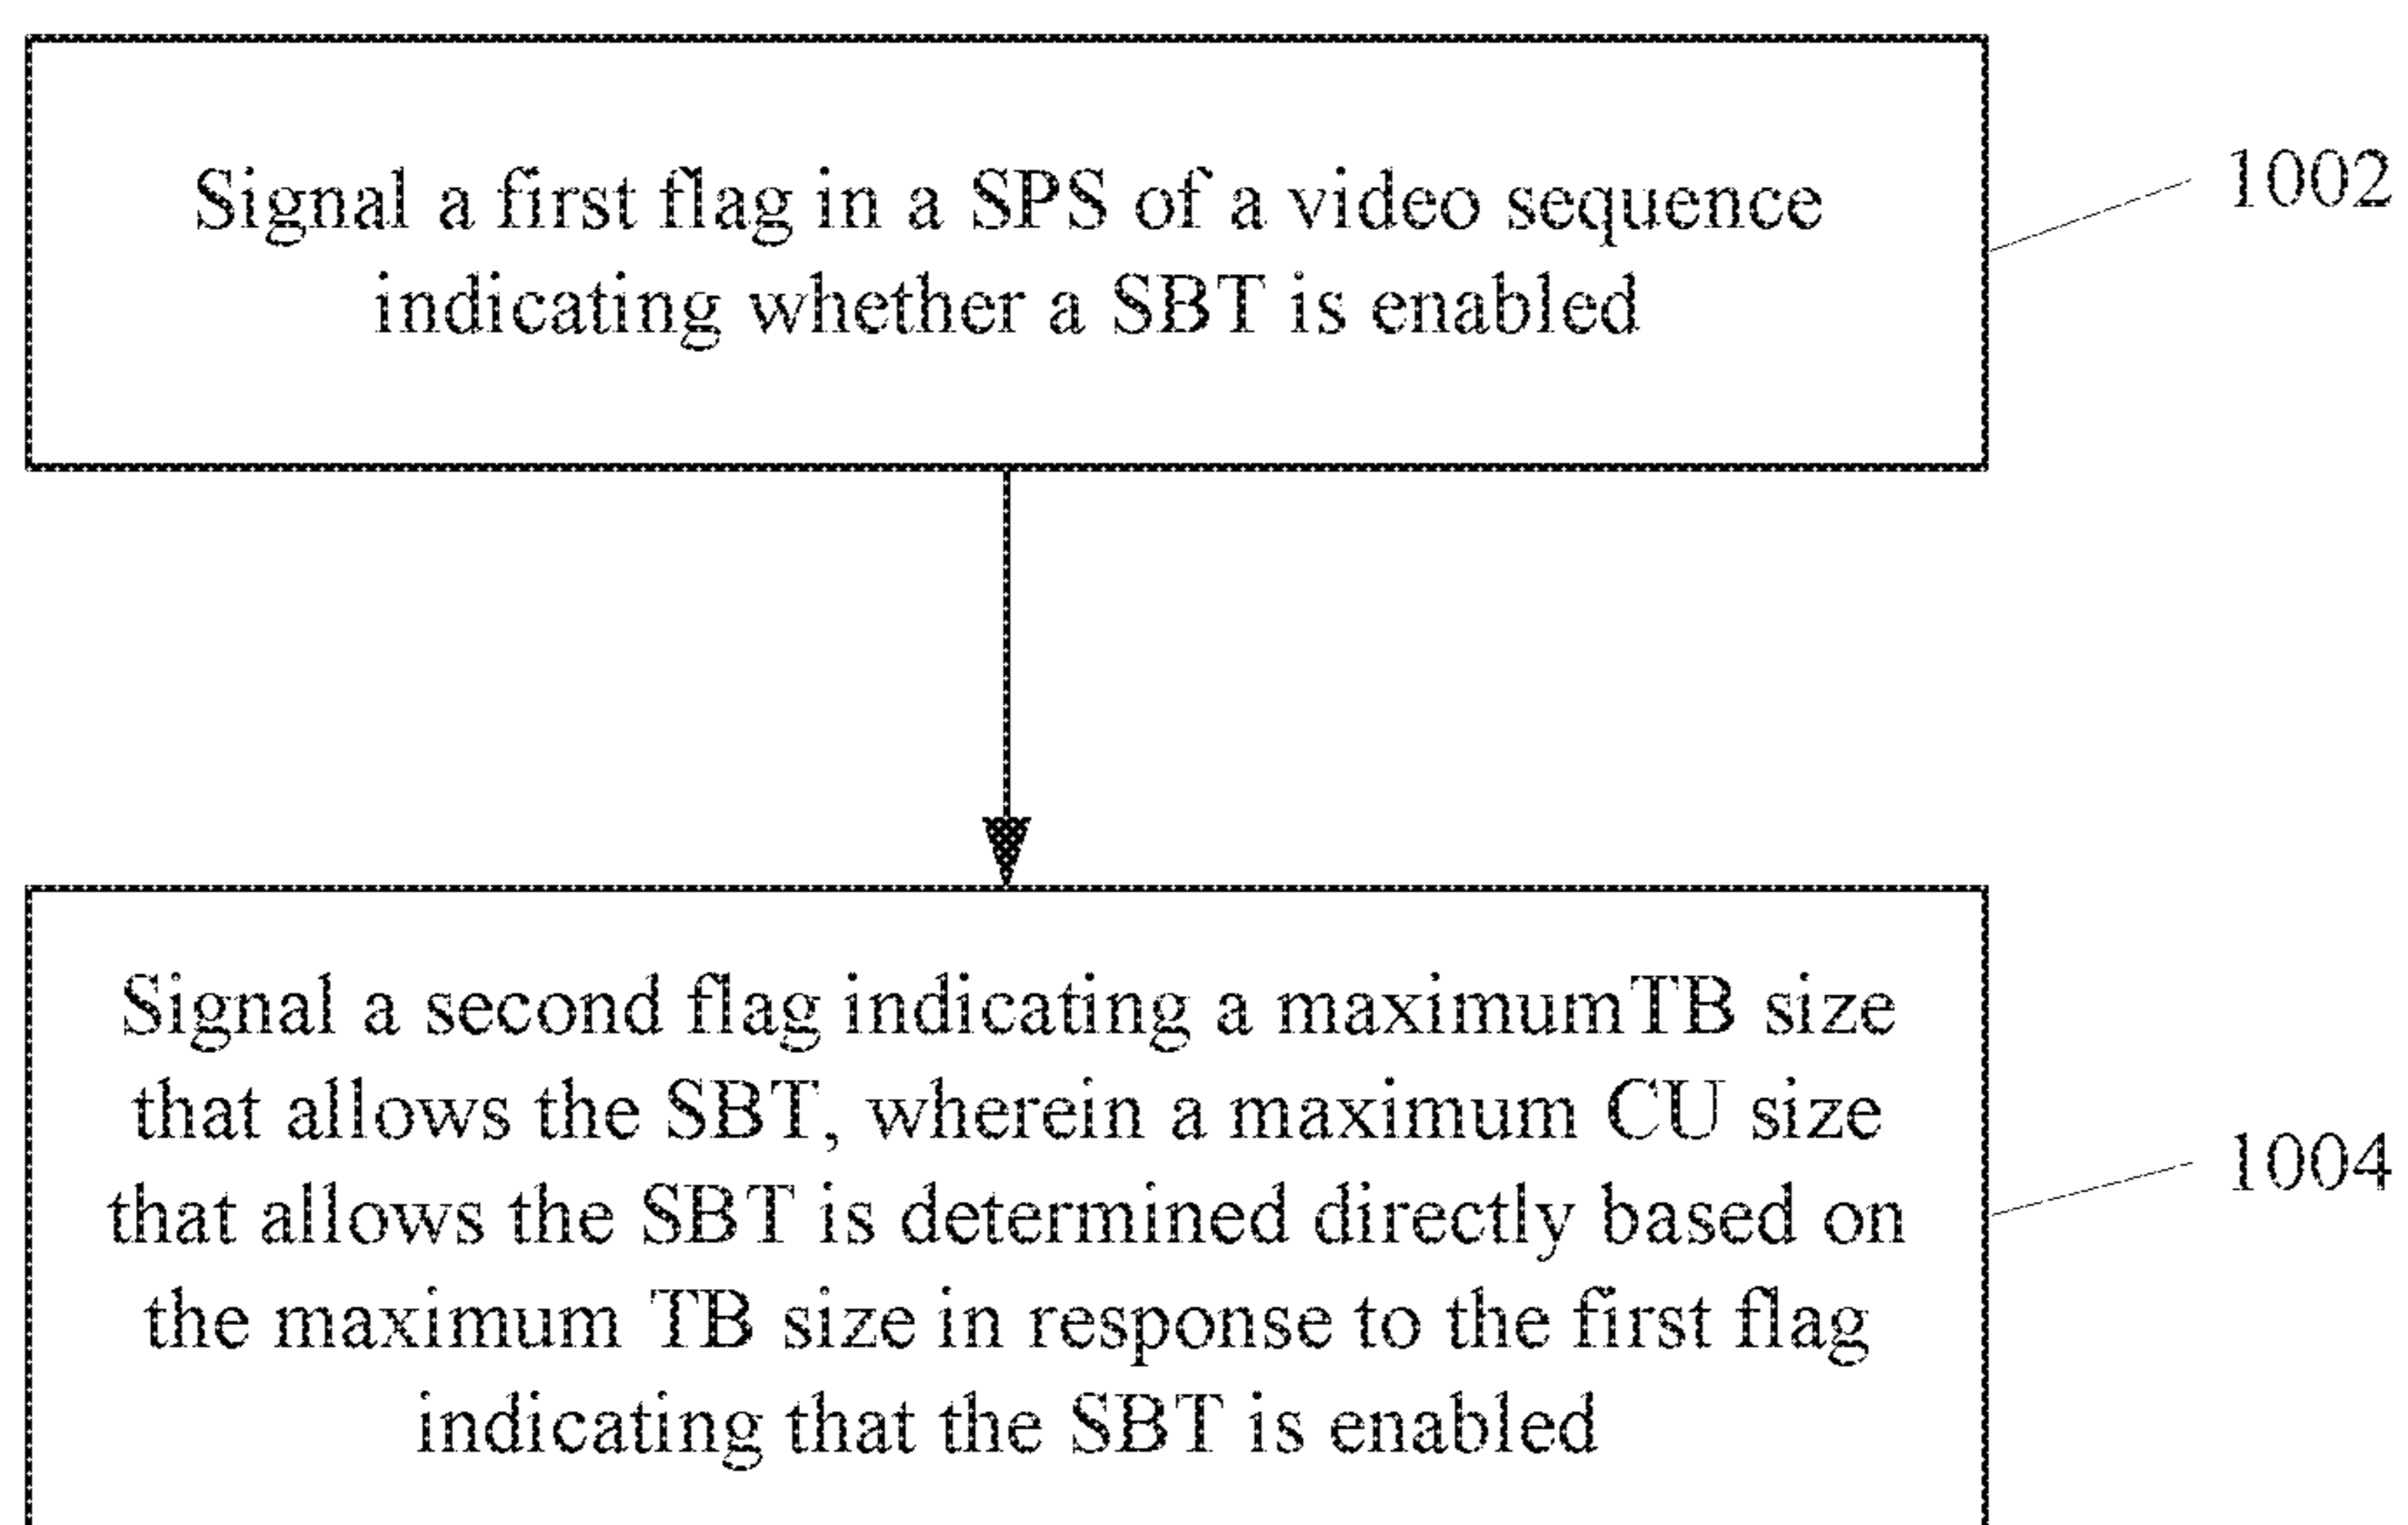 Signal a first flag in a SPS of a video sequence
indicating whether a SBT is enabled
1002
Signal a second flag indicating a maximumTB size
that allows the SBT, wherein a maximum CU size
that allows the SBT is determined directly based on
the maximum TB size in response to the first flag
indicating that the SBT is enabled
1004